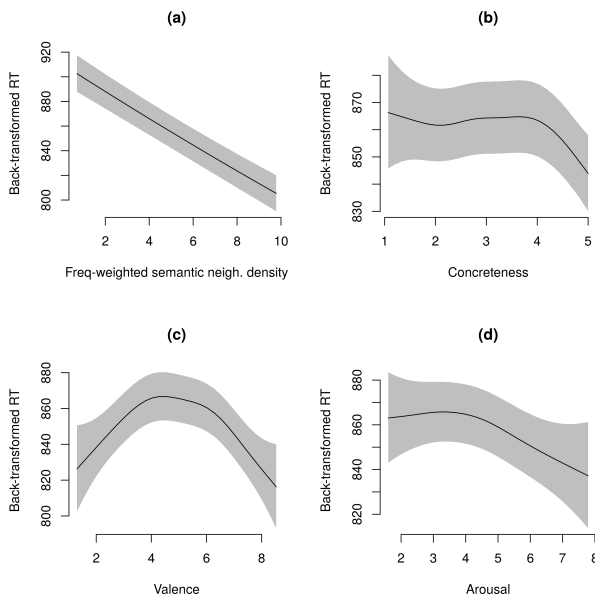 (a)
Back-transformed RT
800 840 880 920
2 4 6 8 10
Freq-weighted semantic neigh. density
(b)
Back-transformed RT
830 850 870
1 2 3 4 5
Concreteness
(c)
Back-transformed RT
800 820 840 860 880
2 4 6 8
Valence
(d)
Back-transformed RT
820 840 860 880
2 3 4 5 6 7 8
Arousal